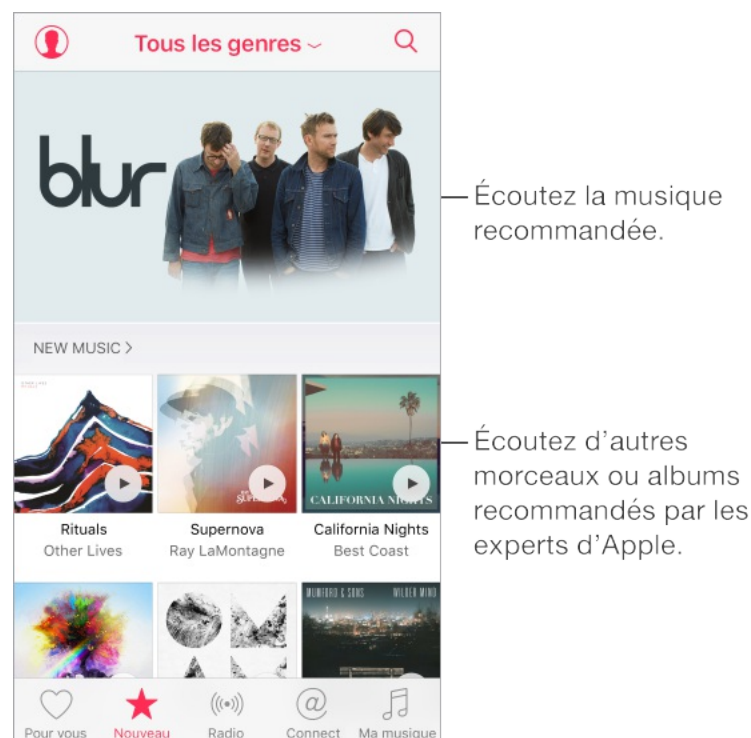 Tous les genres
blur
Écoutez la musique
recommandée.
NEW MUSIC >
CALIFORNIA NIGHTS
Écoutez d’autres
morceaux ou albums
recommandés par les
experts d’Apple.
Rituals
Supernova
California Nights
Other Lives
Ray LaMontagne
Best Coast
MUMFORD & SONS
WILDER MIND
Pour vous
Nouveau
Radio
Connect
Ma musique